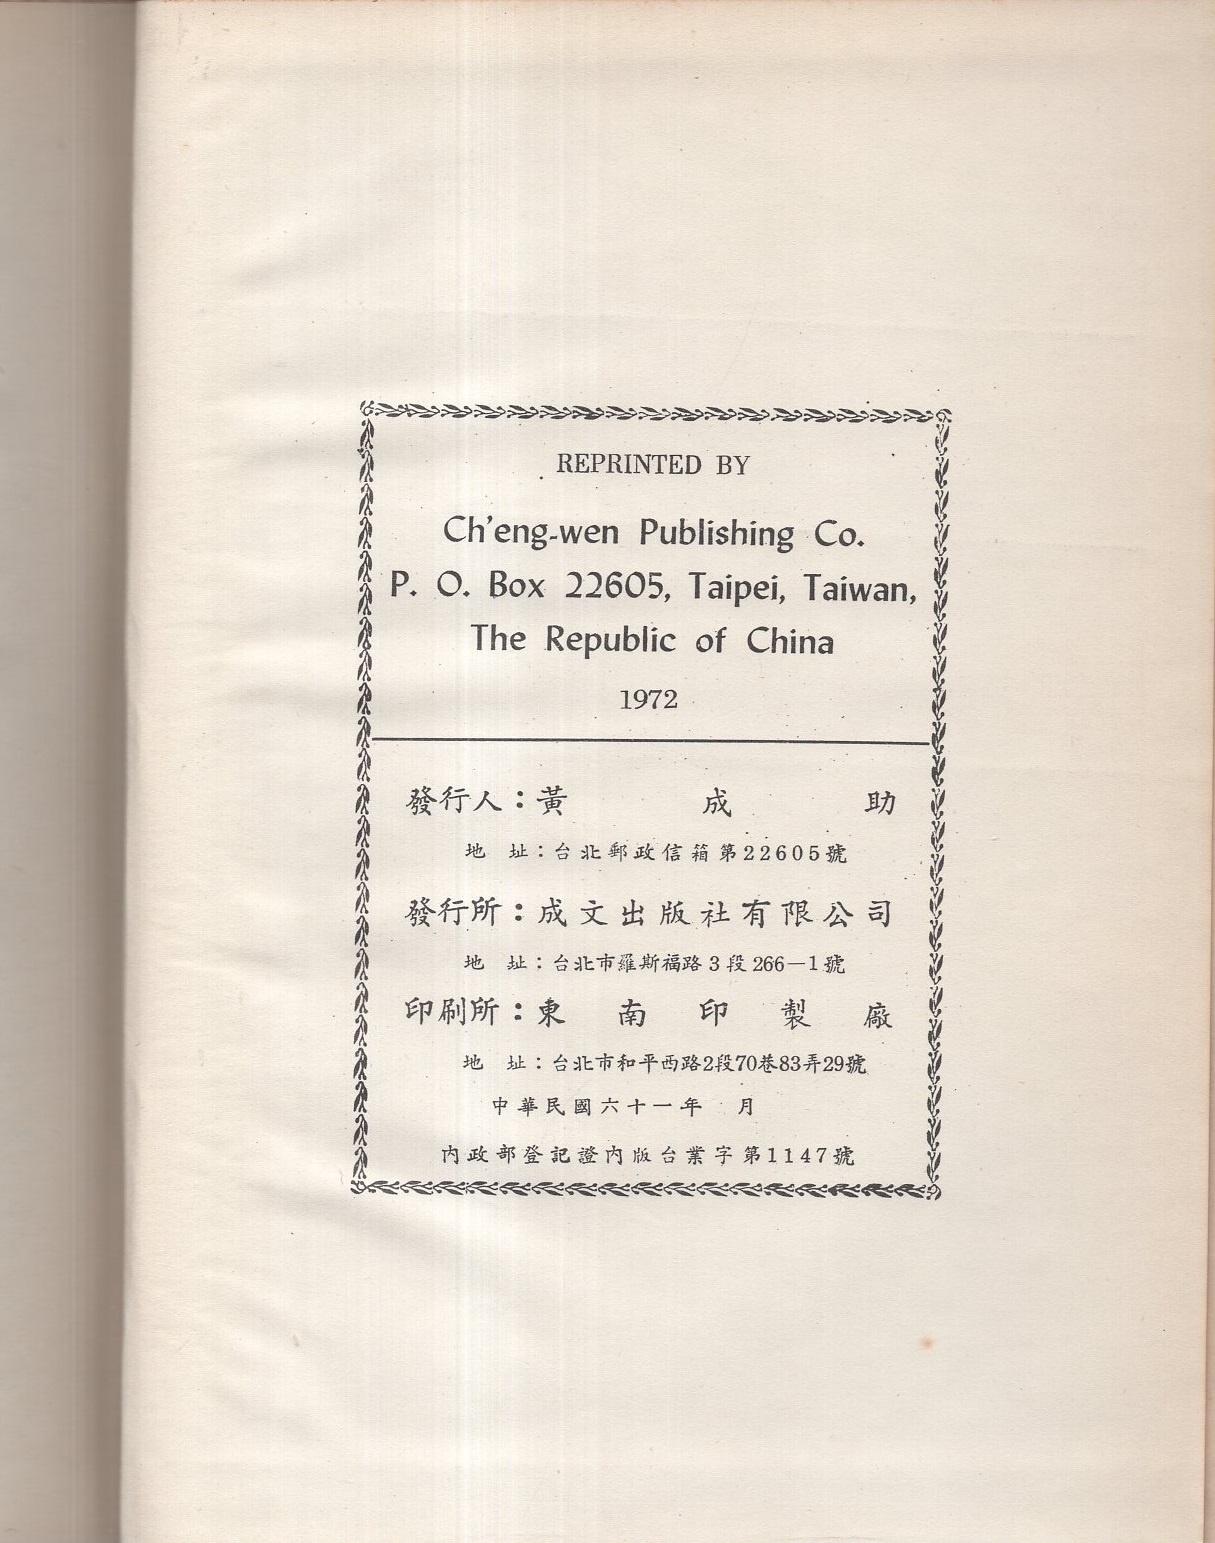 REPRINTED BY
Ch'eng-wen Publishing Co.
P. O. Box 22605, Taipei, Taiwan,
The Republic of China
1972
發行人：黃成助
地址：台北郵政信箱第22605號
發行所：成文出版社有限公司
地址：台北市羅斯福路3段266—1號
印刷所：東南印製廠
地址：台北市和平西路2段70巷83弄29號
中華民國六十一年 月
內政部登記證內版台業字第1147號